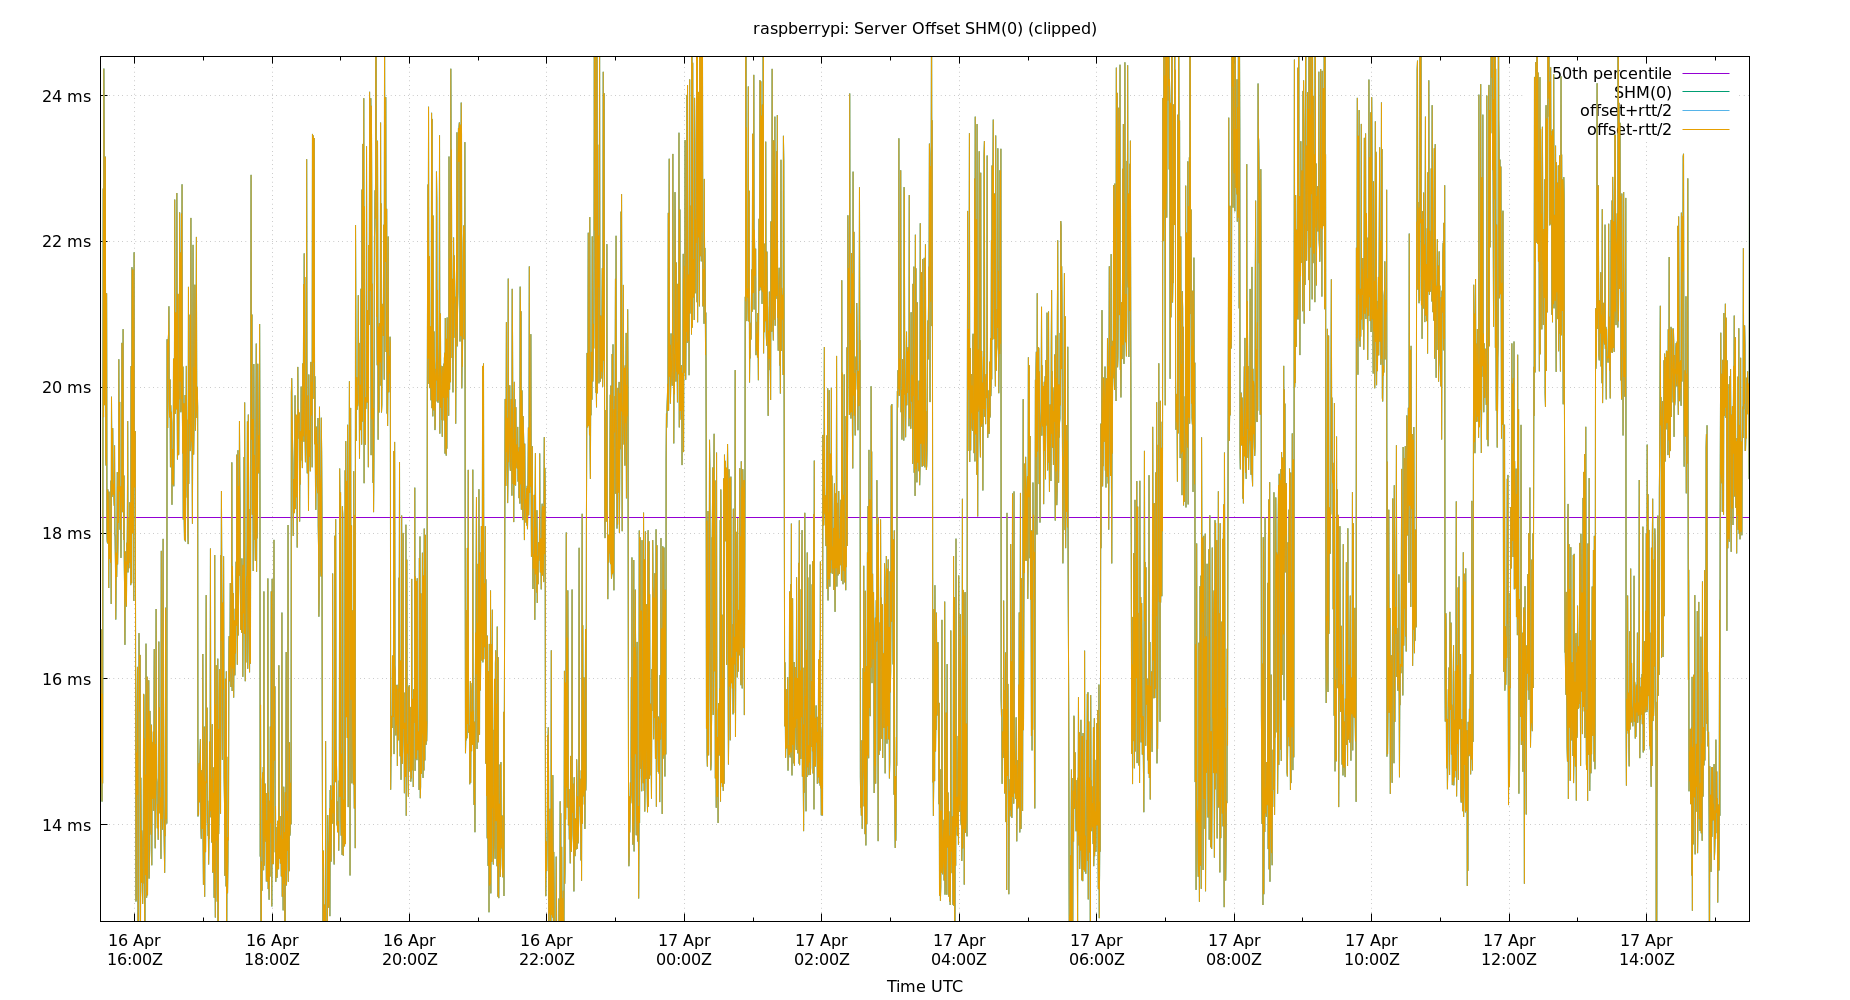 raspberrypi: Server Offset SHM(0) (clipped)
50th percentile
SHM(0)
offset+rtt/2
offset-rtt/2
24 ms
22 ms
20 ms
18 ms
16 ms
14 ms
16 Apr 16 Apr 16 Apr 16 Apr 17 Apr 17 Apr 17 Apr 17 Apr 17 Apr 17 Apr 17 Apr 17 Apr
16:00Z 18:00Z 20:00Z 22:00Z 00:00Z 02:00Z 04:00Z 06:00Z 08:00Z 10:00Z 12:00Z 14:00Z
Time UTC